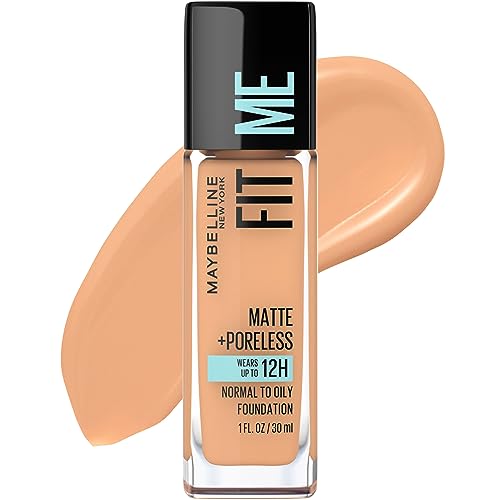 FIT ME
MAYBELLINE
NEW YORK
MATTE
+PORELESS
WEARS
UP TO 12H
NORMAL TO OILY
FOUNDATION
1 FL. OZ / 30 ml